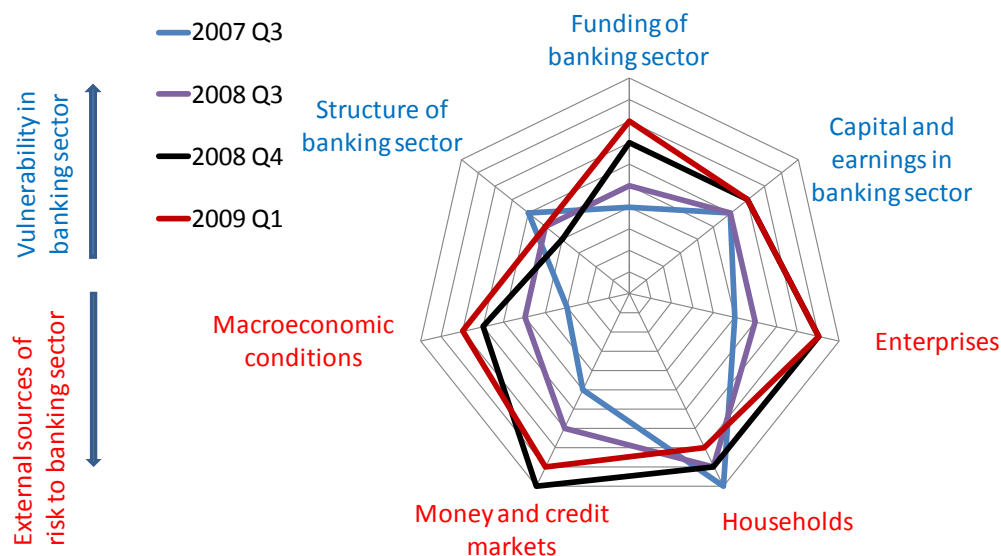 2007 Q3
2008 Q3
2008 Q4
2009 Q1
Vulnerability in
banking sector
External sources of
risk to banking sector
Funding of
banking sector
Structure of
banking sector
Capital and
earnings in
banking sector
Macroeconomic
conditions
Enterprises
Money and credit
markets
Households